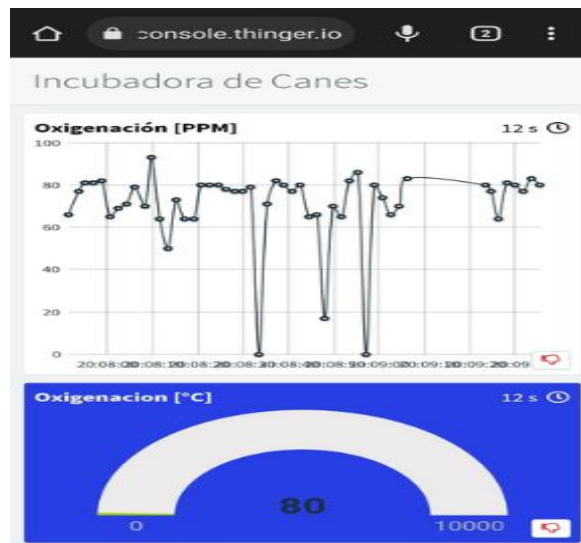 console.thinger.io
2
Incubadora de Canes
Oxigenación [PPM]
12 s
100
80
60
40
20
0
Oxigenacion [°C]
12 s
80
0
10000